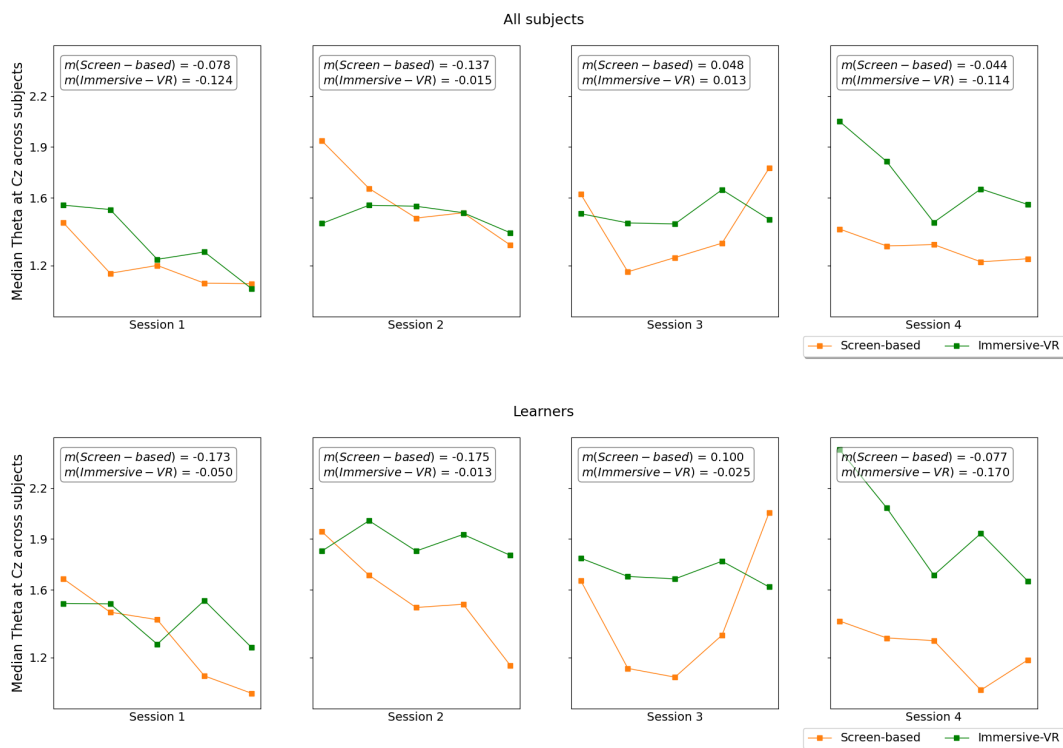 All subjects
m(Screen − based) = -0.078
m(Immersive − VR) = -0.124
m(Screen − based) = -0.137
m(Immersive − VR) = -0.015
m(Screen − based) = 0.048
m(Immersive − VR) = 0.013
m(Screen − based) = -0.044
m(Immersive − VR) = -0.114
Median Theta at Cz across subjects
2.2
1.9
1.6
1.2
Session 1
Session 2
Session 3
Session 4
Screen-based
Immersive-VR
Learners
m(Screen − based) = -0.173
m(Immersive − VR) = -0.050
m(Screen − based) = -0.175
m(Immersive − VR) = -0.013
m(Screen − based) = 0.100
m(Immersive − VR) = -0.025
m(Screen − based) = -0.077
m(Immersive − VR) = -0.170
Median Theta at Cz across subjects
2.2
1.9
1.6
1.2
Session 1
Session 2
Session 3
Session 4
Screen-based
Immersive-VR